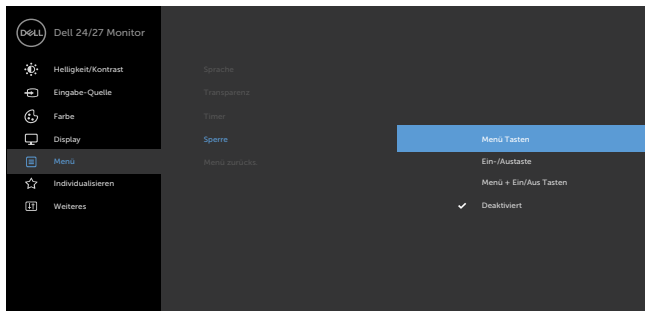 DELL Dell 24/27 Monitor
Helligkeit/Kontrast
Eingabe-Quelle
Farbe
Display
Menü
Individualisieren
Weiteres
Sprache
Transparenz
Timer
Sperre
Menü zurücks.
Menü Tasten
Ein-/Austaste
Menü + Ein/Aus Tasten
Deaktiviert